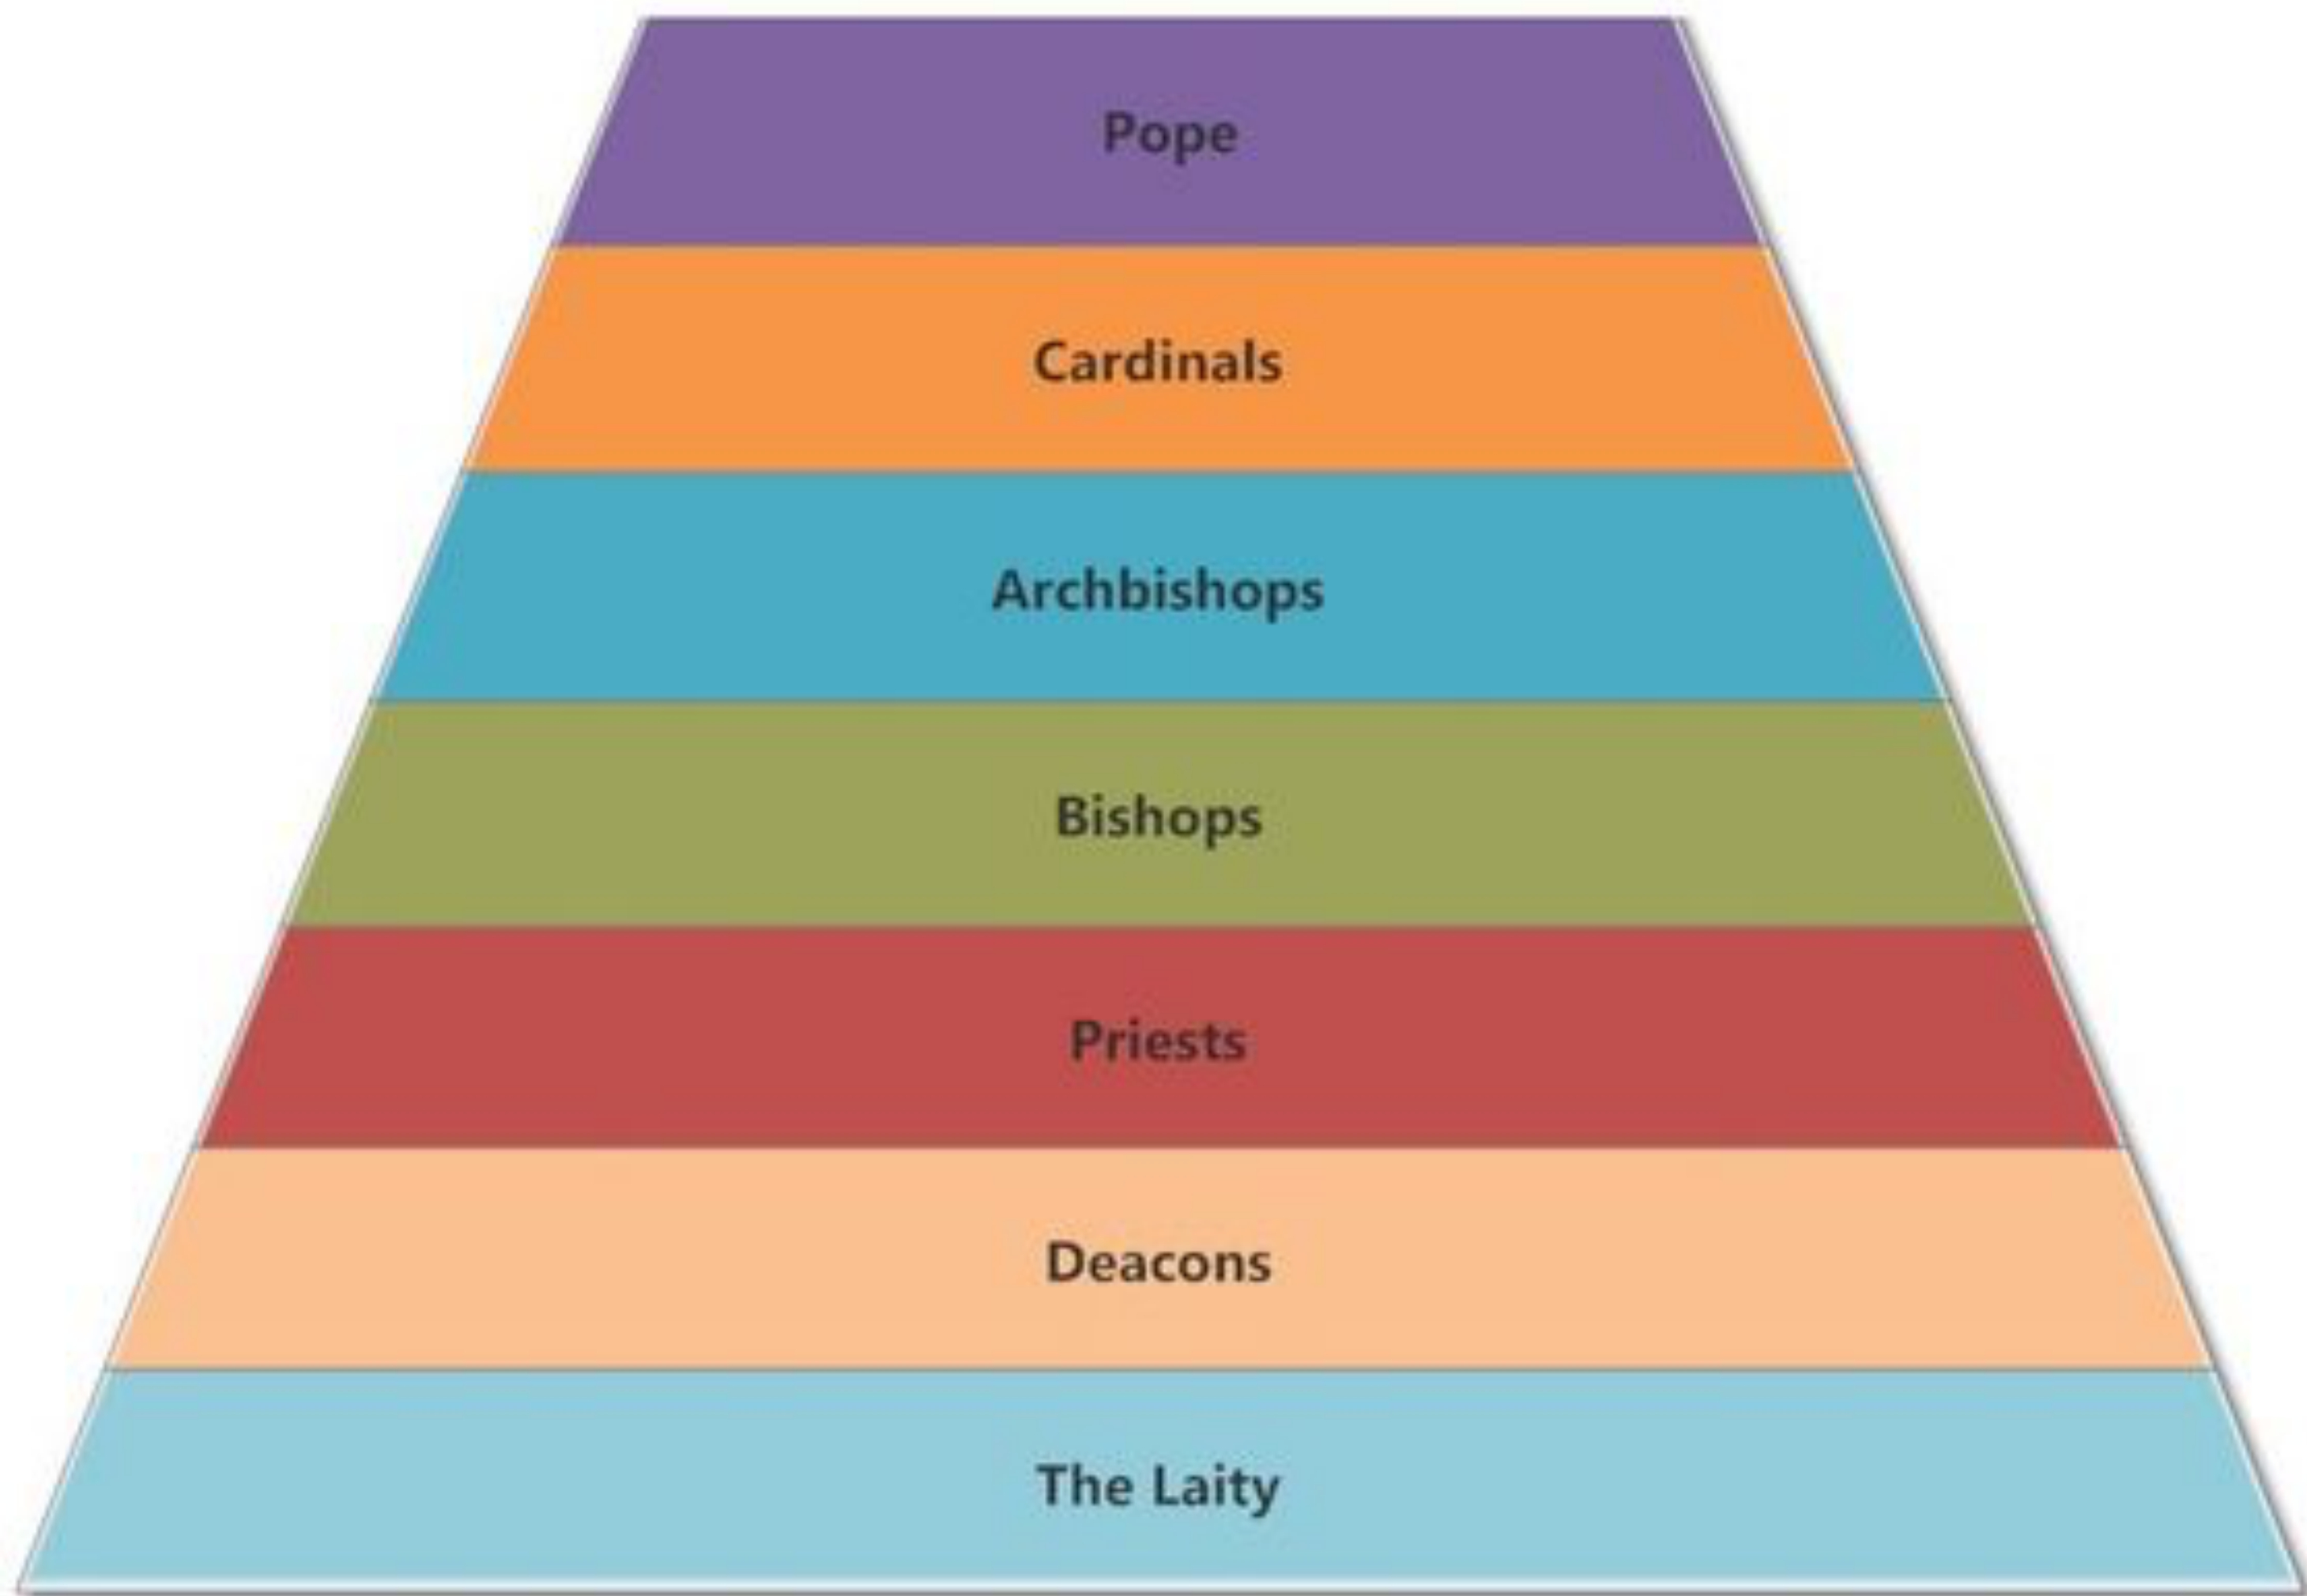 Pope
Cardinals
Archbishops
Bishops
Priests
Deacons
The Laity